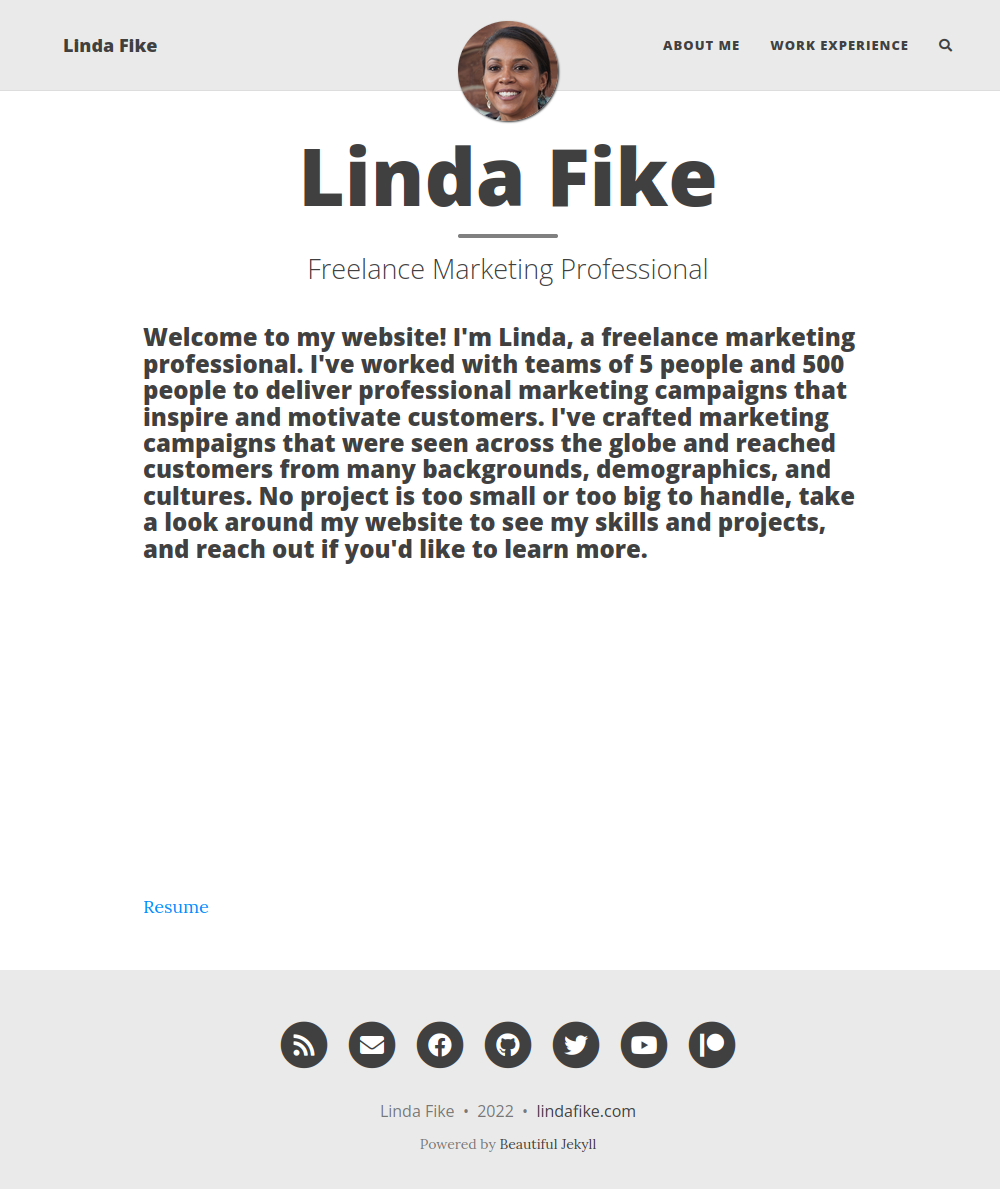 Linda Fike
ABOUT ME
WORK EXPERIENCE
Linda Fike
Freelance Marketing Professional
Welcome to my website! I'm Linda, a freelance marketing
professional. I've worked with teams of 5 people and 500
people to deliver professional marketing campaigns that
inspire and motivate customers. I've crafted marketing
campaigns that were seen across the globe and reached
customers from many backgrounds, demographics, and
cultures. No project is too small or too big to handle, take
a look around my website to see my skills and projects,
and reach out if you'd like to learn more.
Resume
Linda Fike • 2022 • lindafike.com
Powered by Beautiful Jekyll